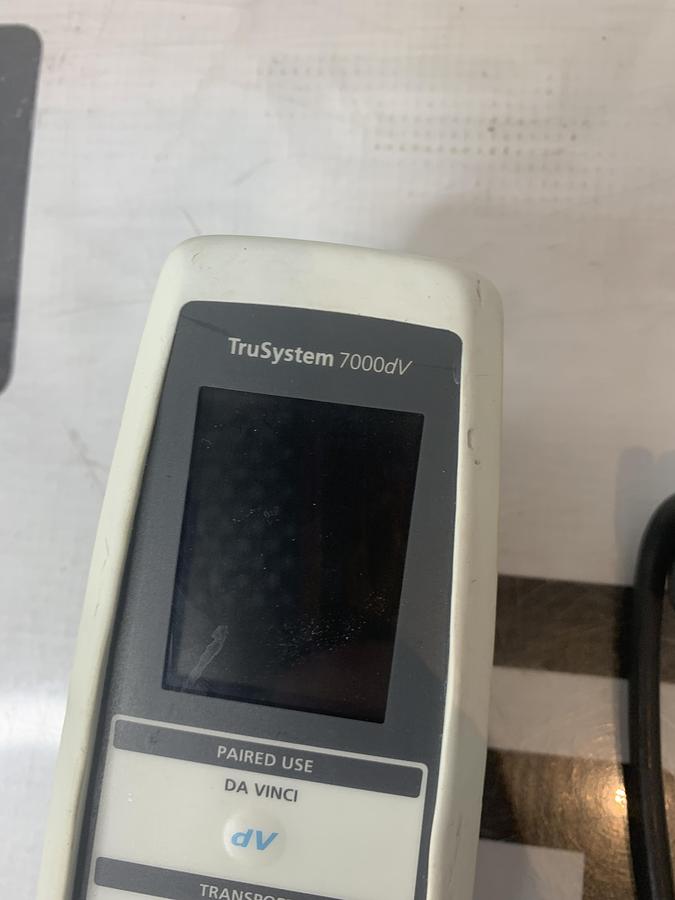 TruSystem 7000dV
PAIRED USE
DA VINCI
dV